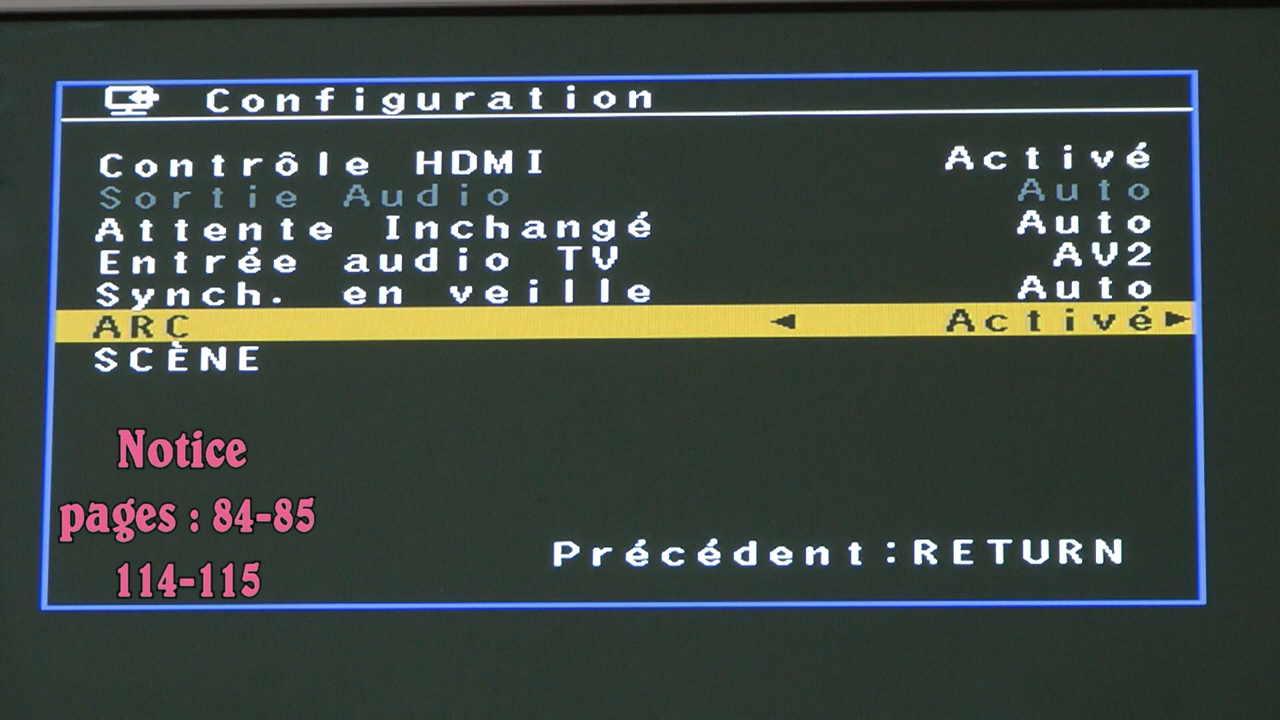 Configuration
Contrôle HDMI Activé
Sortie Audio Auto
Attente Inchangé Auto
Entrée audio TV AV2
Synch. en veille Auto
ARC ◄ Activé►
SCÈNE
Notice
pages : 84-85
114-115
Précédent:RETURN